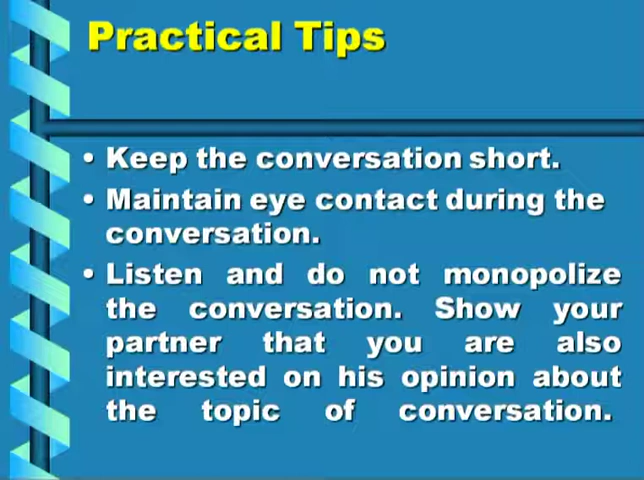 Practical Tips
• Keep the conversation short.
• Maintain eye contact during the
conversation.
• Listen and do not monopolize
the conversation. Show your
partner that you are also
interested on his opinion about
the topic of conversation.